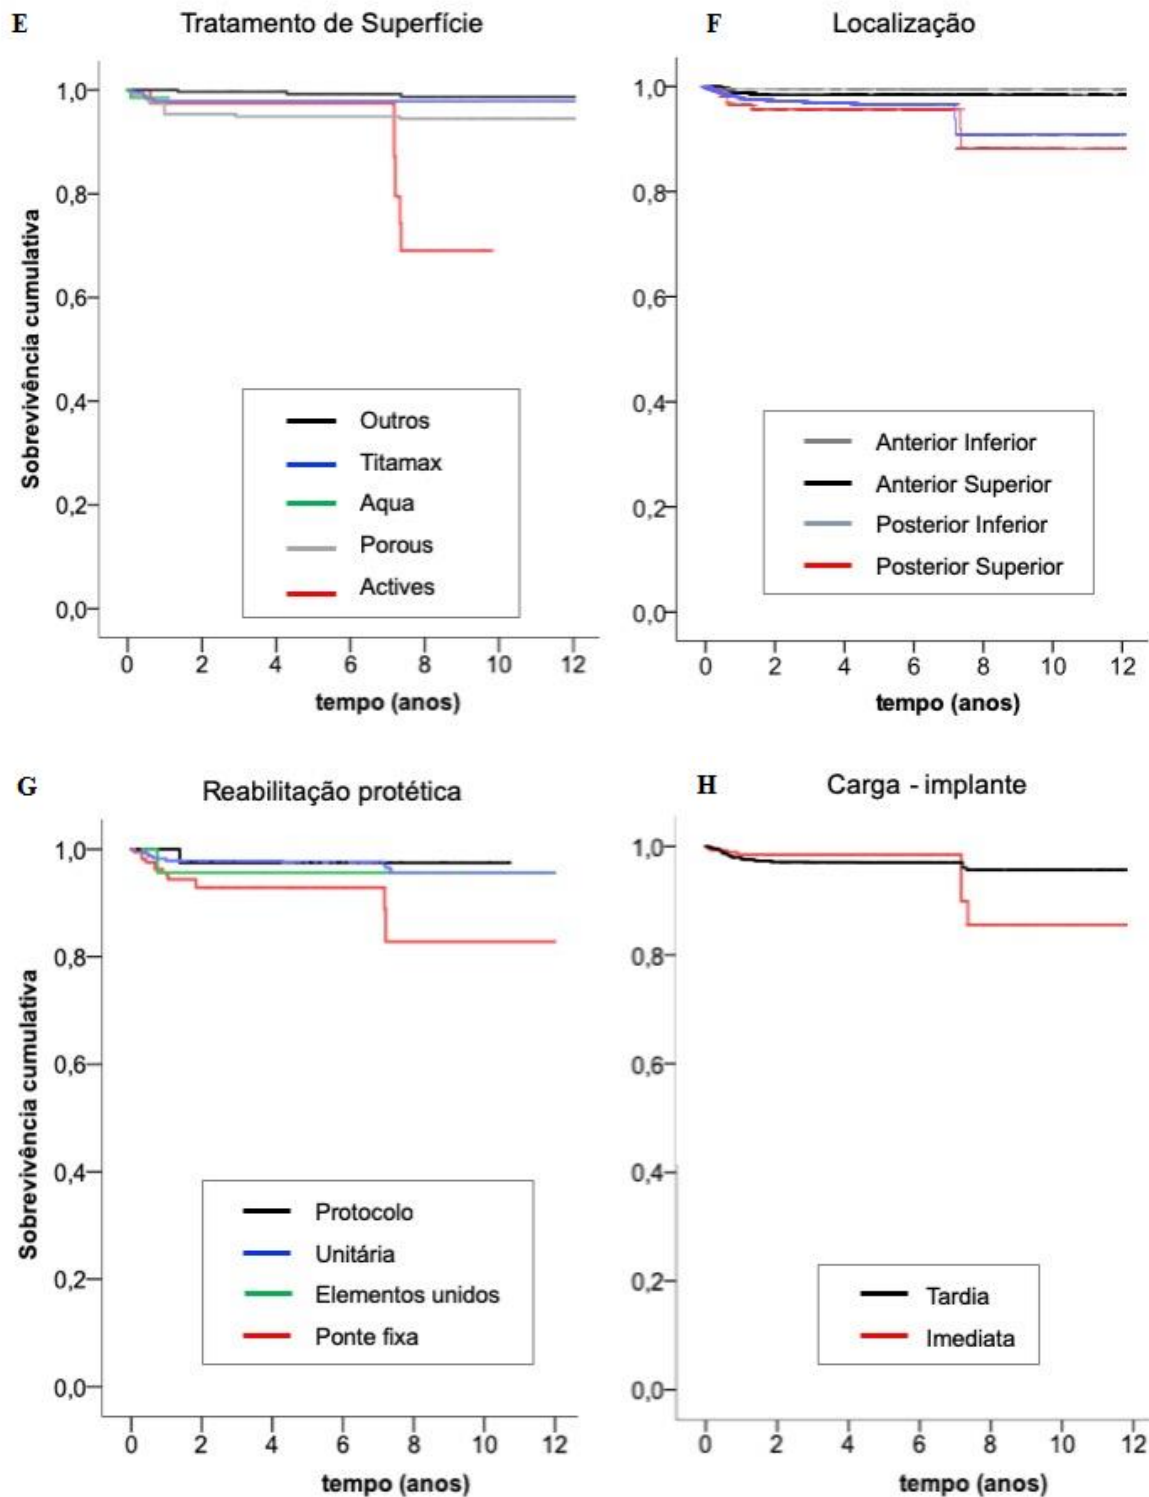 E
Tratamento de Superfície
Sobrevivência cumulativa
1,0
0,8
0,6
0,4
0,2
0,0
Outros
Titamax
Aqua
Porous
Actives
0 2 4 6 8 10 12
tempo (anos)
F
Localização
1,0
0,8
0,6
0,4
0,2
0,0
Anterior Inferior
Anterior Superior
Posterior Inferior
Posterior Superior
0 2 4 6 8 10 12
tempo (anos)
G
Reabilitação protética
Sobrevivência cumulativa
1,0
0,8
0,6
0,4
0,2
0,0
Protocolo
Unitária
Elementos unidos
Ponte fixa
0 2 4 6 8 10 12
tempo (anos)
H
Carga - implante
1,0
0,8
0,6
0,4
0,2
0,0
Tardia
Imediata
0 2 4 6 8 10 12
tempo (anos)